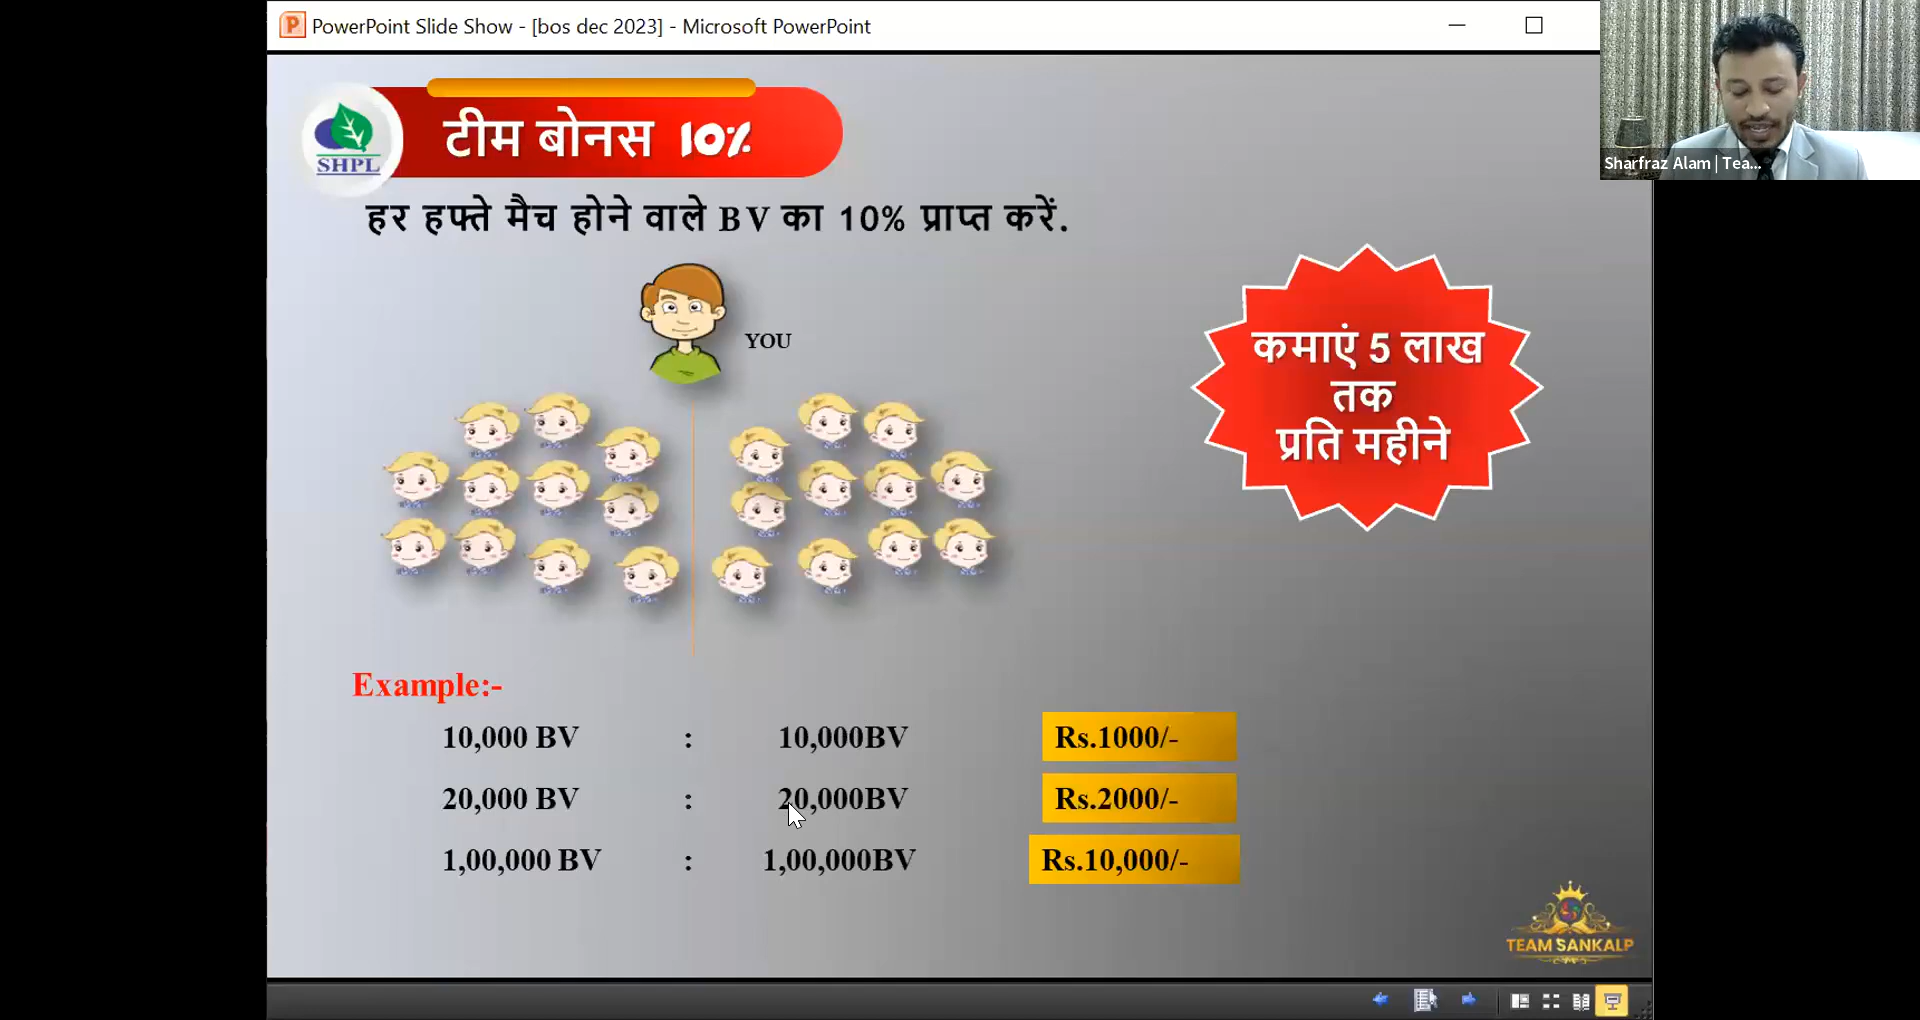 PowerPoint Slide Show - [bos dec 2023] - Microsoft PowerPoint
Sharfraz Alam | Tea...
SHPL
टीम बोनस 10%
हर हफ्ते मैच होने वाले BV का 10% प्राप्त करें.
YOU
कमाएं 5 लाख
तक
प्रति महीने
Example:-
10,000 BV : 10,000BV Rs.1000/-
20,000 BV : 20,000BV Rs.2000/-
1,00,000 BV : 1,00,000BV Rs.10,000/-
TEAM SANKALP